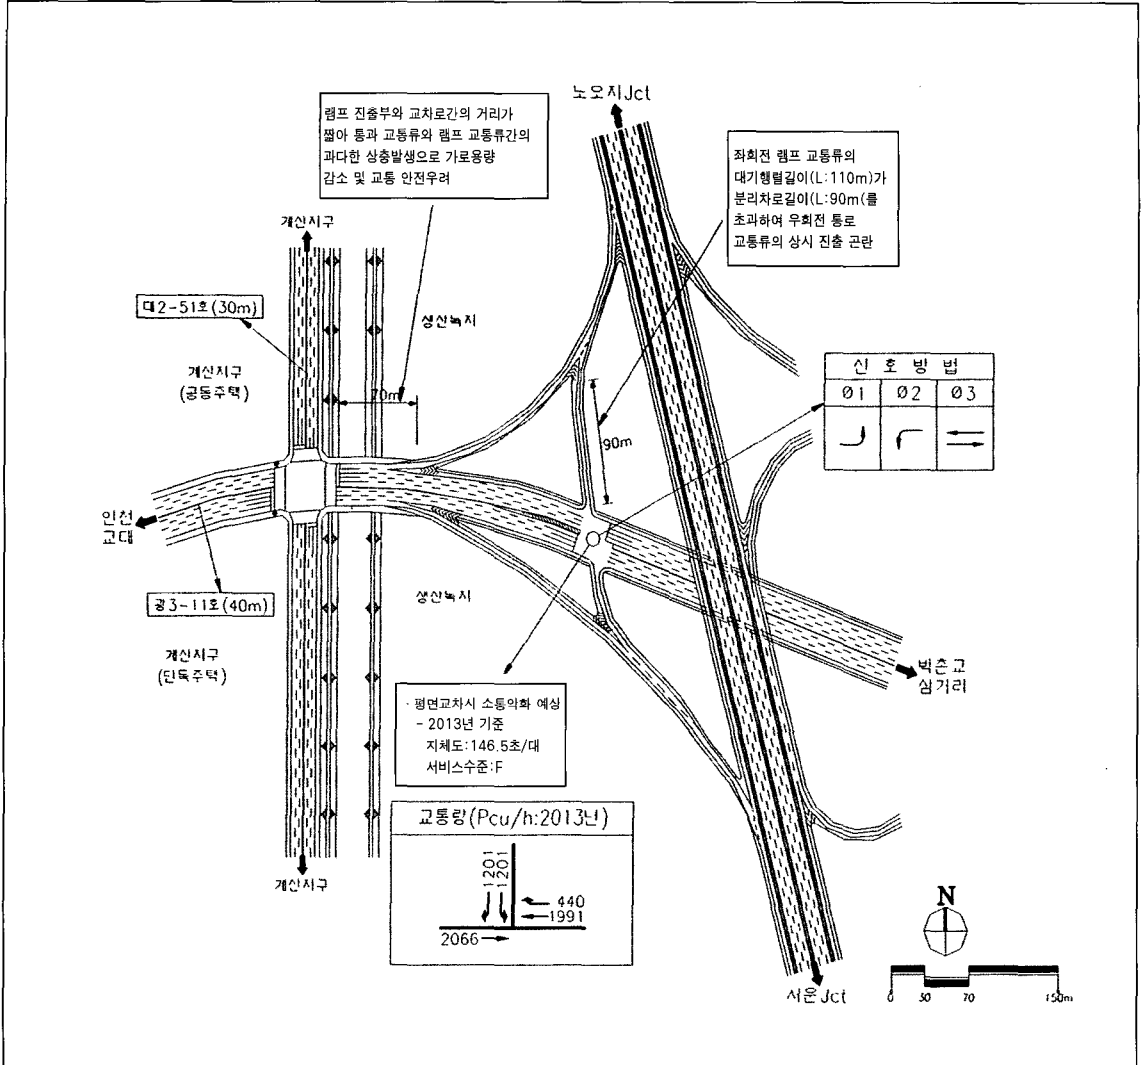 노오지Jct
램프 진출부와 교차로간의 거리가
짧아 통과 교통류와 램프 교통류간의
과다한 상충발생으로 가로용량
감소 및 교통 안전우려
좌회전 램프 교통류의
대기행렬길이(L:110m)가
분리차로길이(L:90m(를
초과하여 우회전 통로
교통류의 상시 진출 곤란
계산지구
대2-51호(30m)
생산녹지
계산지구
(공동주택)
70m
90m
신 호 방 법
Ø1 Ø2 Ø3
인천
교대
광3-11호(40m)
생산녹지
계산지구
(단독주택)
박촌교
삼거리
· 평면교차시 소통악화 예상
- 2013년 기준
지체도:146.5초/대
서비스수준:F
교통량(Pcu/h:2013년)
1201
1201
440
1991
2066
계산지구
N
서운Jct
0 30 70 150m